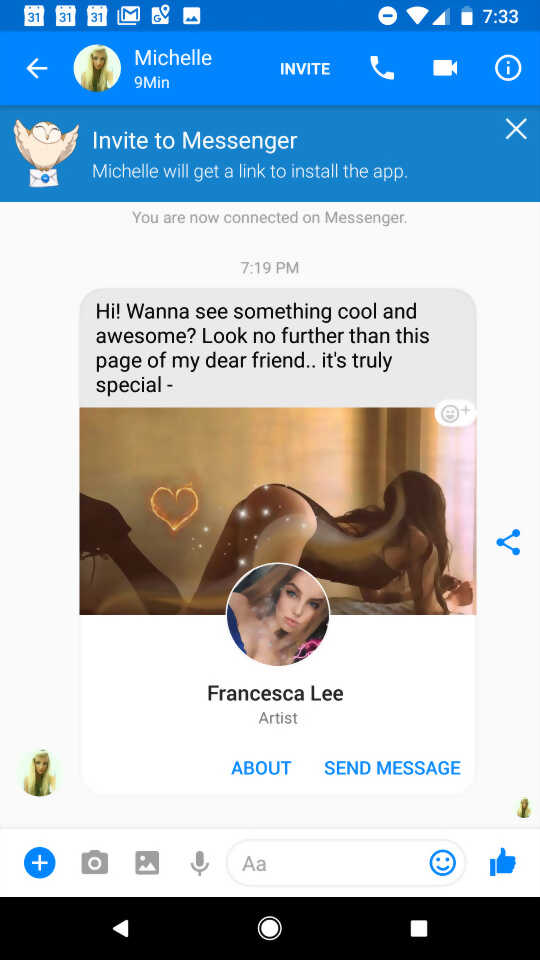 31 31 31 7:33
Michelle
9Min
INVITE
Invite to Messenger
Michelle will get a link to install the app.
You are now connected on Messenger.
7:19 PM
Hi! Wanna see something cool and
awesome? Look no further than this
page of my dear friend.. it's truly
special -
Francesca Lee
Artist
ABOUT SEND MESSAGE
Aa